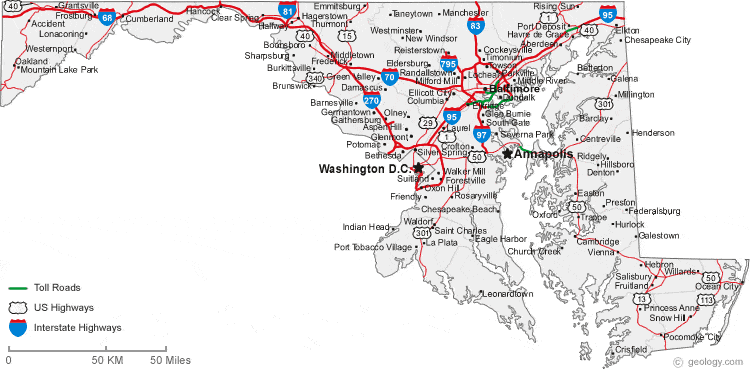 40
Grantsville
Frostburg
68
Accident
Lonaconing
Westernport
Oakland
Mountain Lake Park
Cumberland
Hancock
Clear Spring
Halfway
81
Hagerstown
Emmitsburg
Thurmont
15
40
Boonsboro
Sharpsburg
Middletown
Frederick
Burkittsville
340
Brunswick
Taneytown
Manchester
Westminster
New Windsor
Reisterstown
83
Rising Sun
1
Port Deposit
Havre de Grace
40
Aberdeen
95
Elkton
Chesapeake City
Cockeysville
Timonium
Towson
795
Eldersburg
Randallstown
Milford Mill
Lochearn
Parkville
Middle River
Green Valley
70
Damascus
Ellicott City
Columbia
Baltimore
Dundalk
Elkridge
Betterton
Galena
Millington
301
Barnesville
270
Germantown
Gaithersburg
Olney
Aspen Hill
Glenmont
Potomac
Bethesda
29
95
Laurel
1
Glen Burnie
South Gate
97
Severna Park
Crofton
Silver Spring
50
Annapolis
Barclay
Henderson
Centreville
Ridgely
Hillsboro
Denton
Washington D.C.
Walker Mill
Suitland
Forestville
Oxon Hill
Friendly
Rosaryville
Chesapeake Beach
Easton
Preston
Federalsburg
50
Oxford
Trappe
Hurlock
Galestown
Indian Head
Waldorf
301
Saint Charles
Port Tobacco Village
La Plata
Eagle Harbor
Church Creek
Cambridge
Vienna
Leonardtown
Hebron
Salisbury
Willards
50
Fruitland
Ocean City
13
113
Princess Anne
Snow Hill
Pocomoke City
Crisfield
Toll Roads
US Highways
Interstate Highways
0
50 KM
50 Miles
© geology.com